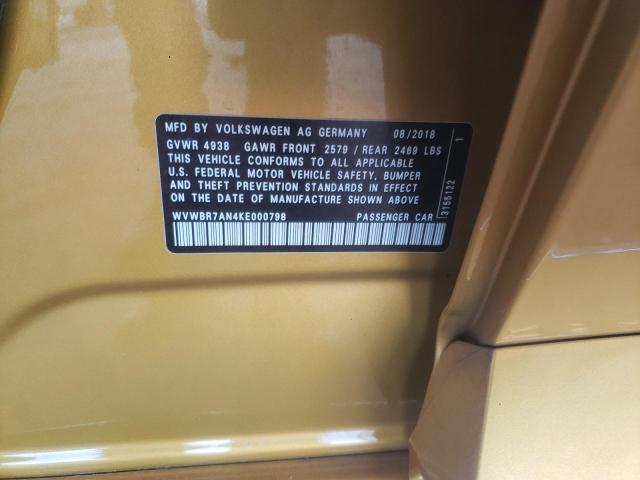 MFD BY VOLKSWAGEN AG GERMANY 08/2018
GVWR 4938 GAWR FRONT 2579 / REAR 2469 LBS
THIS VEHICLE CONFORMS TO ALL APPLICABLE
U.S. FEDERAL MOTOR VEHICLE SAFETY, BUMPER
AND THEFT PREVENTION STANDARDS IN EFFECT
ON THE DATE OF MANUFACTURE SHOWN ABOVE
WVWBR7AN4KE000798 PASSENGER CAR
3155122 1